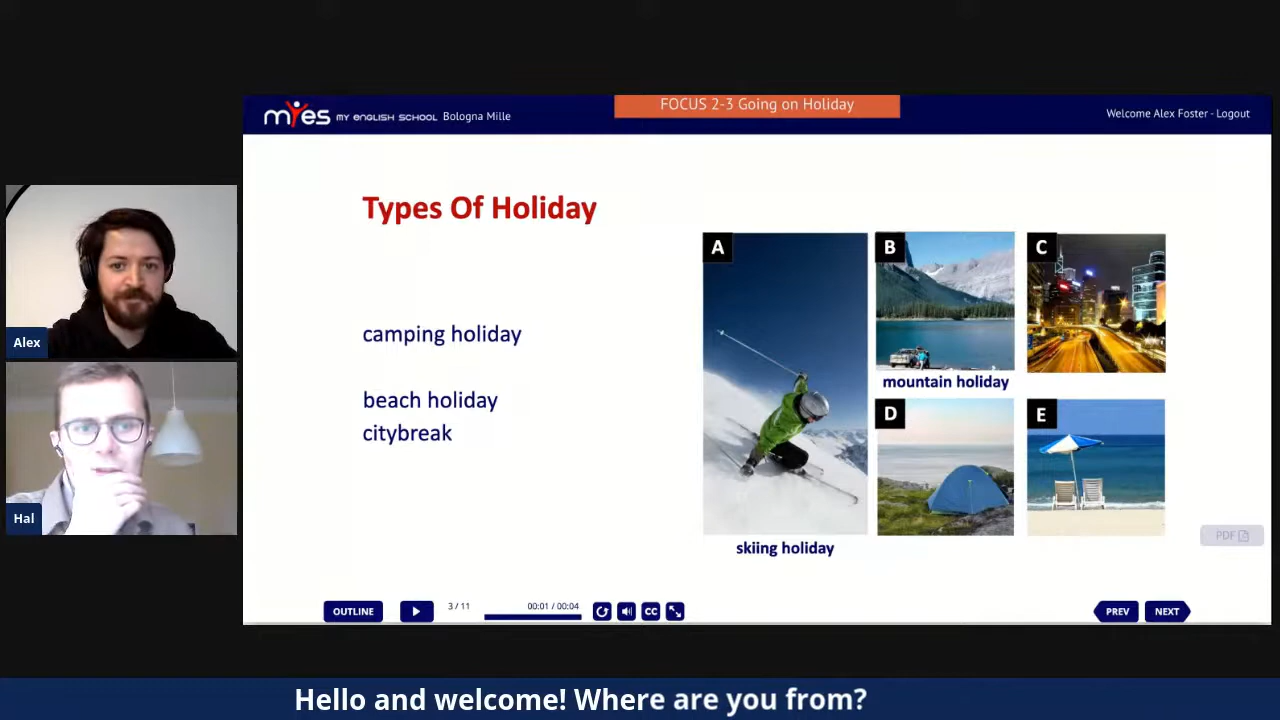 myes MY ENGLISH SCHOOL Bologna Mille
FOCUS 2-3 Going on Holiday
Welcome Alex Foster - Logout
Types Of Holiday
camping holiday
beach holiday
citybreak
A
B
C
mountain holiday
D
E
skiing holiday
Alex
Hal
PDF
OUTLINE
3 / 11
00:01 / 00:04
CC
PREV
NEXT
Hello and welcome! Where are you from?